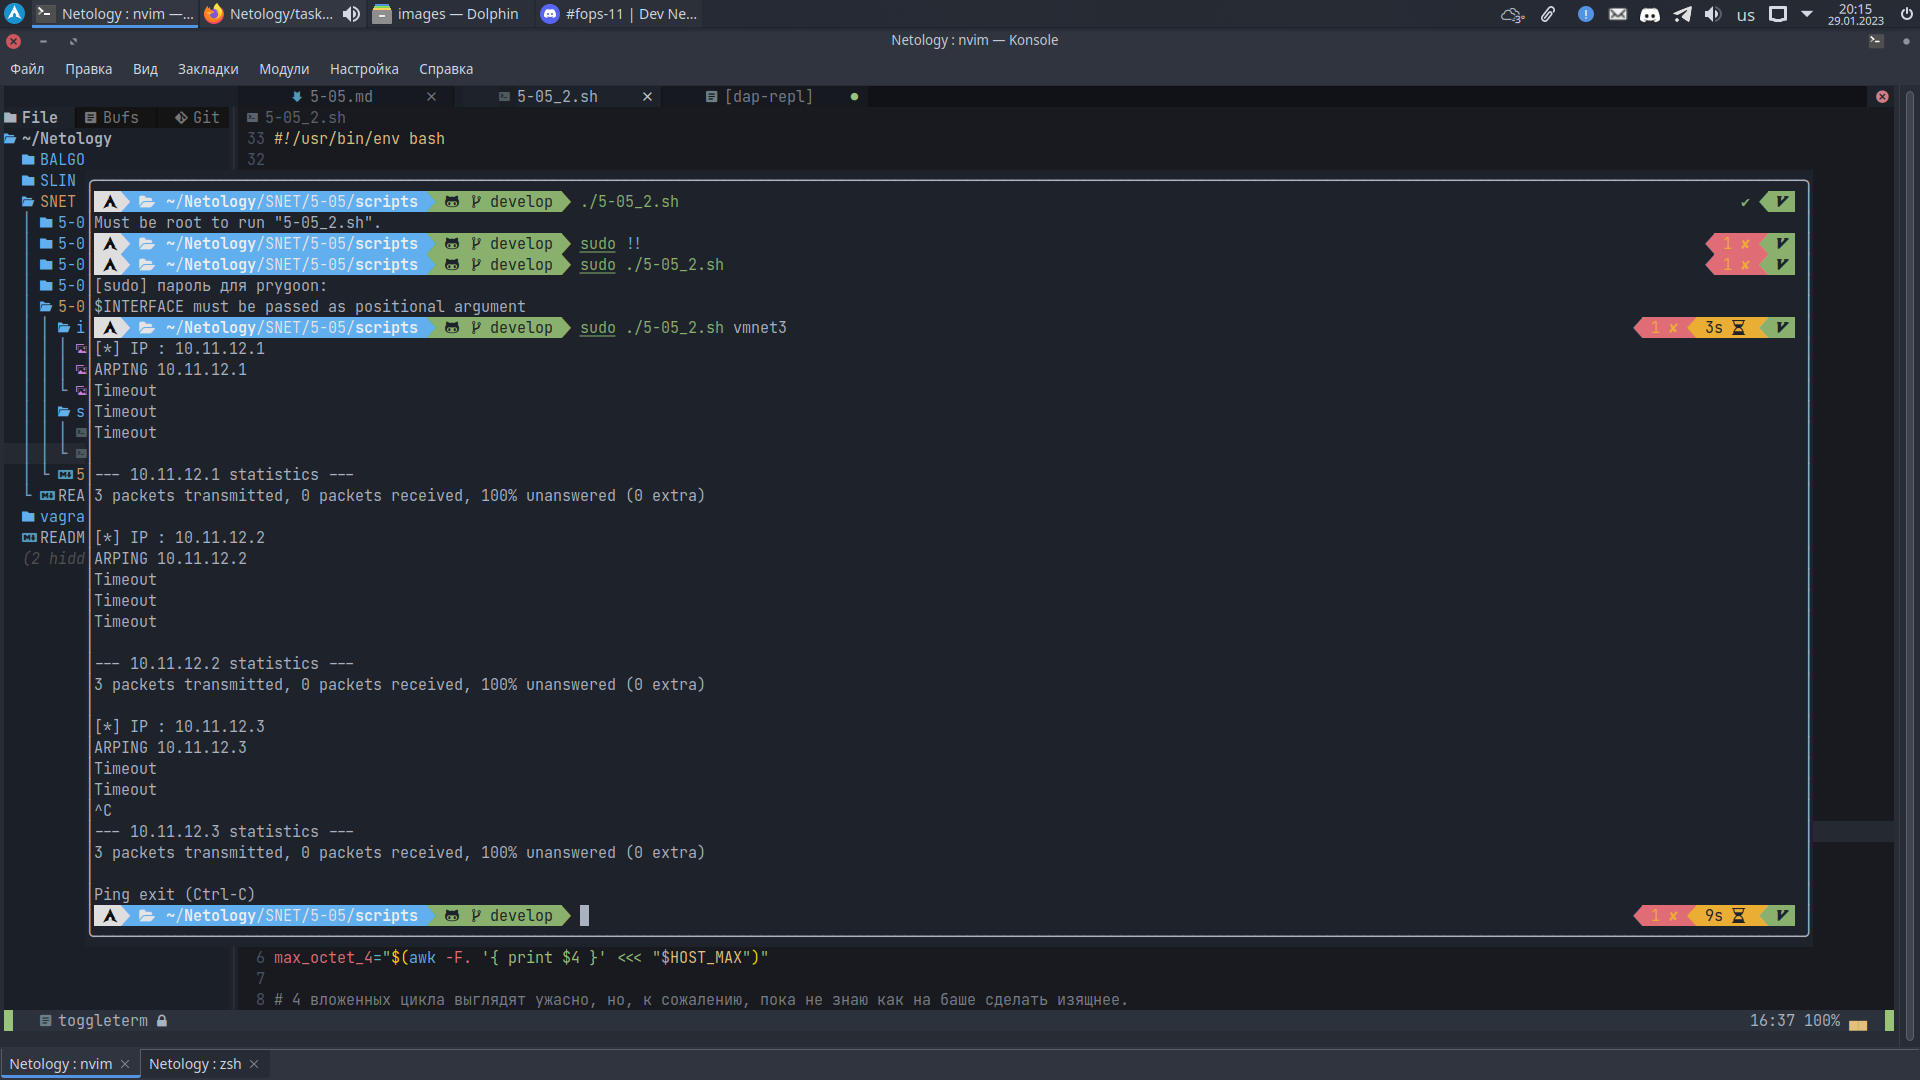 Netology : nvim —...
Netology/task...
images — Dolphin
#fops-11 | Dev Ne...
us
20:15
29.01.2023
Netology : nvim — Konsole
Файл Правка Вид Закладки Модули Настройка Справка
5-05.md
5-05_2.sh
[dap-repl]
File Bufs Git
5-05_2.sh
~/Netology
33 #!/usr/bin/env bash
BALGO
32
SLIN
SNET
5-0
5-0
5-0
5-0
5-0
i
s
5
REA
vagra
READM
(2 hidd
~/Netology/SNET/5-05/scripts develop ./5-05_2.sh ✔ V
Must be root to run "5-05_2.sh".
~/Netology/SNET/5-05/scripts develop sudo !! 1 ✘ V
~/Netology/SNET/5-05/scripts develop sudo ./5-05_2.sh 1 ✘ V
[sudo] пароль для prygoon:
$INTERFACE must be passed as positional argument
~/Netology/SNET/5-05/scripts develop sudo ./5-05_2.sh vmnet3 1 ✘ 3s V
[*] IP : 10.11.12.1
ARPING 10.11.12.1
Timeout
Timeout
Timeout
--- 10.11.12.1 statistics ---
3 packets transmitted, 0 packets received, 100% unanswered (0 extra)
[*] IP : 10.11.12.2
ARPING 10.11.12.2
Timeout
Timeout
Timeout
--- 10.11.12.2 statistics ---
3 packets transmitted, 0 packets received, 100% unanswered (0 extra)
[*] IP : 10.11.12.3
ARPING 10.11.12.3
Timeout
Timeout
^C
--- 10.11.12.3 statistics ---
3 packets transmitted, 0 packets received, 100% unanswered (0 extra)
Ping exit (Ctrl-C)
~/Netology/SNET/5-05/scripts develop 1 ✘ 9s V
6 max_octet_4="$(awk -F. '{ print $4 }' <<< "$HOST_MAX")"
7
8 # 4 вложенных цикла выглядят ужасно, но, к сожалению, пока не знаю как на баше сделать изящнее.
toggleterm
16:37 100%
Netology : nvim
Netology : zsh